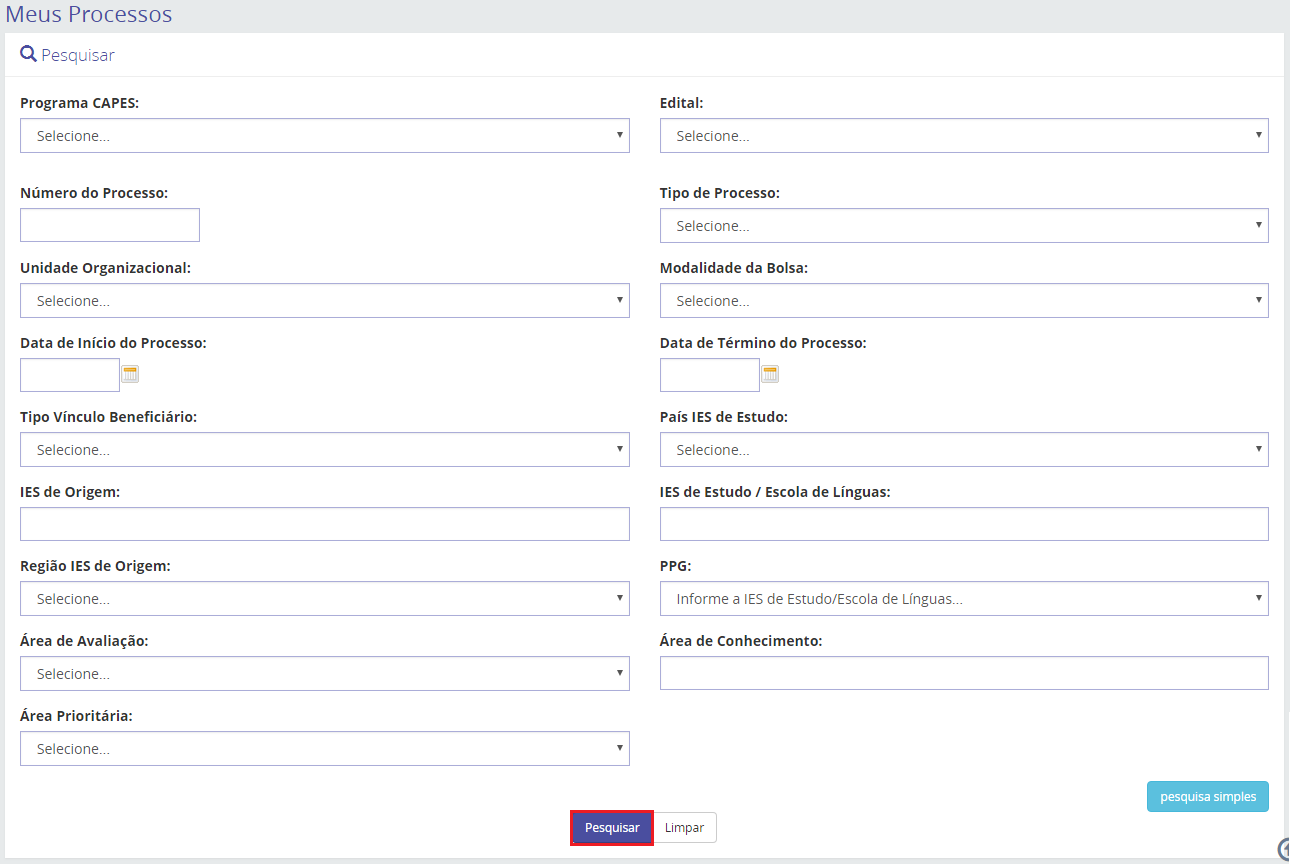 Meus Processos
Pesquisar
Programa CAPES:
Edital:
Selecione...
Selecione...
Número do Processo:
Tipo de Processo:
Selecione...
Unidade Organizacional:
Modalidade da Bolsa:
Selecione...
Selecione...
Data de Início do Processo:
Data de Término do Processo:
Tipo Vínculo Beneficiário:
País IES de Estudo:
Selecione...
Selecione...
IES de Origem:
IES de Estudo / Escola de Línguas:
Região IES de Origem:
PPG:
Selecione...
Informe a IES de Estudo/Escola de Línguas...
Área de Avaliação:
Área de Conhecimento:
Selecione...
Área Prioritária:
Selecione...
pesquisa simples
Pesquisar
Limpar